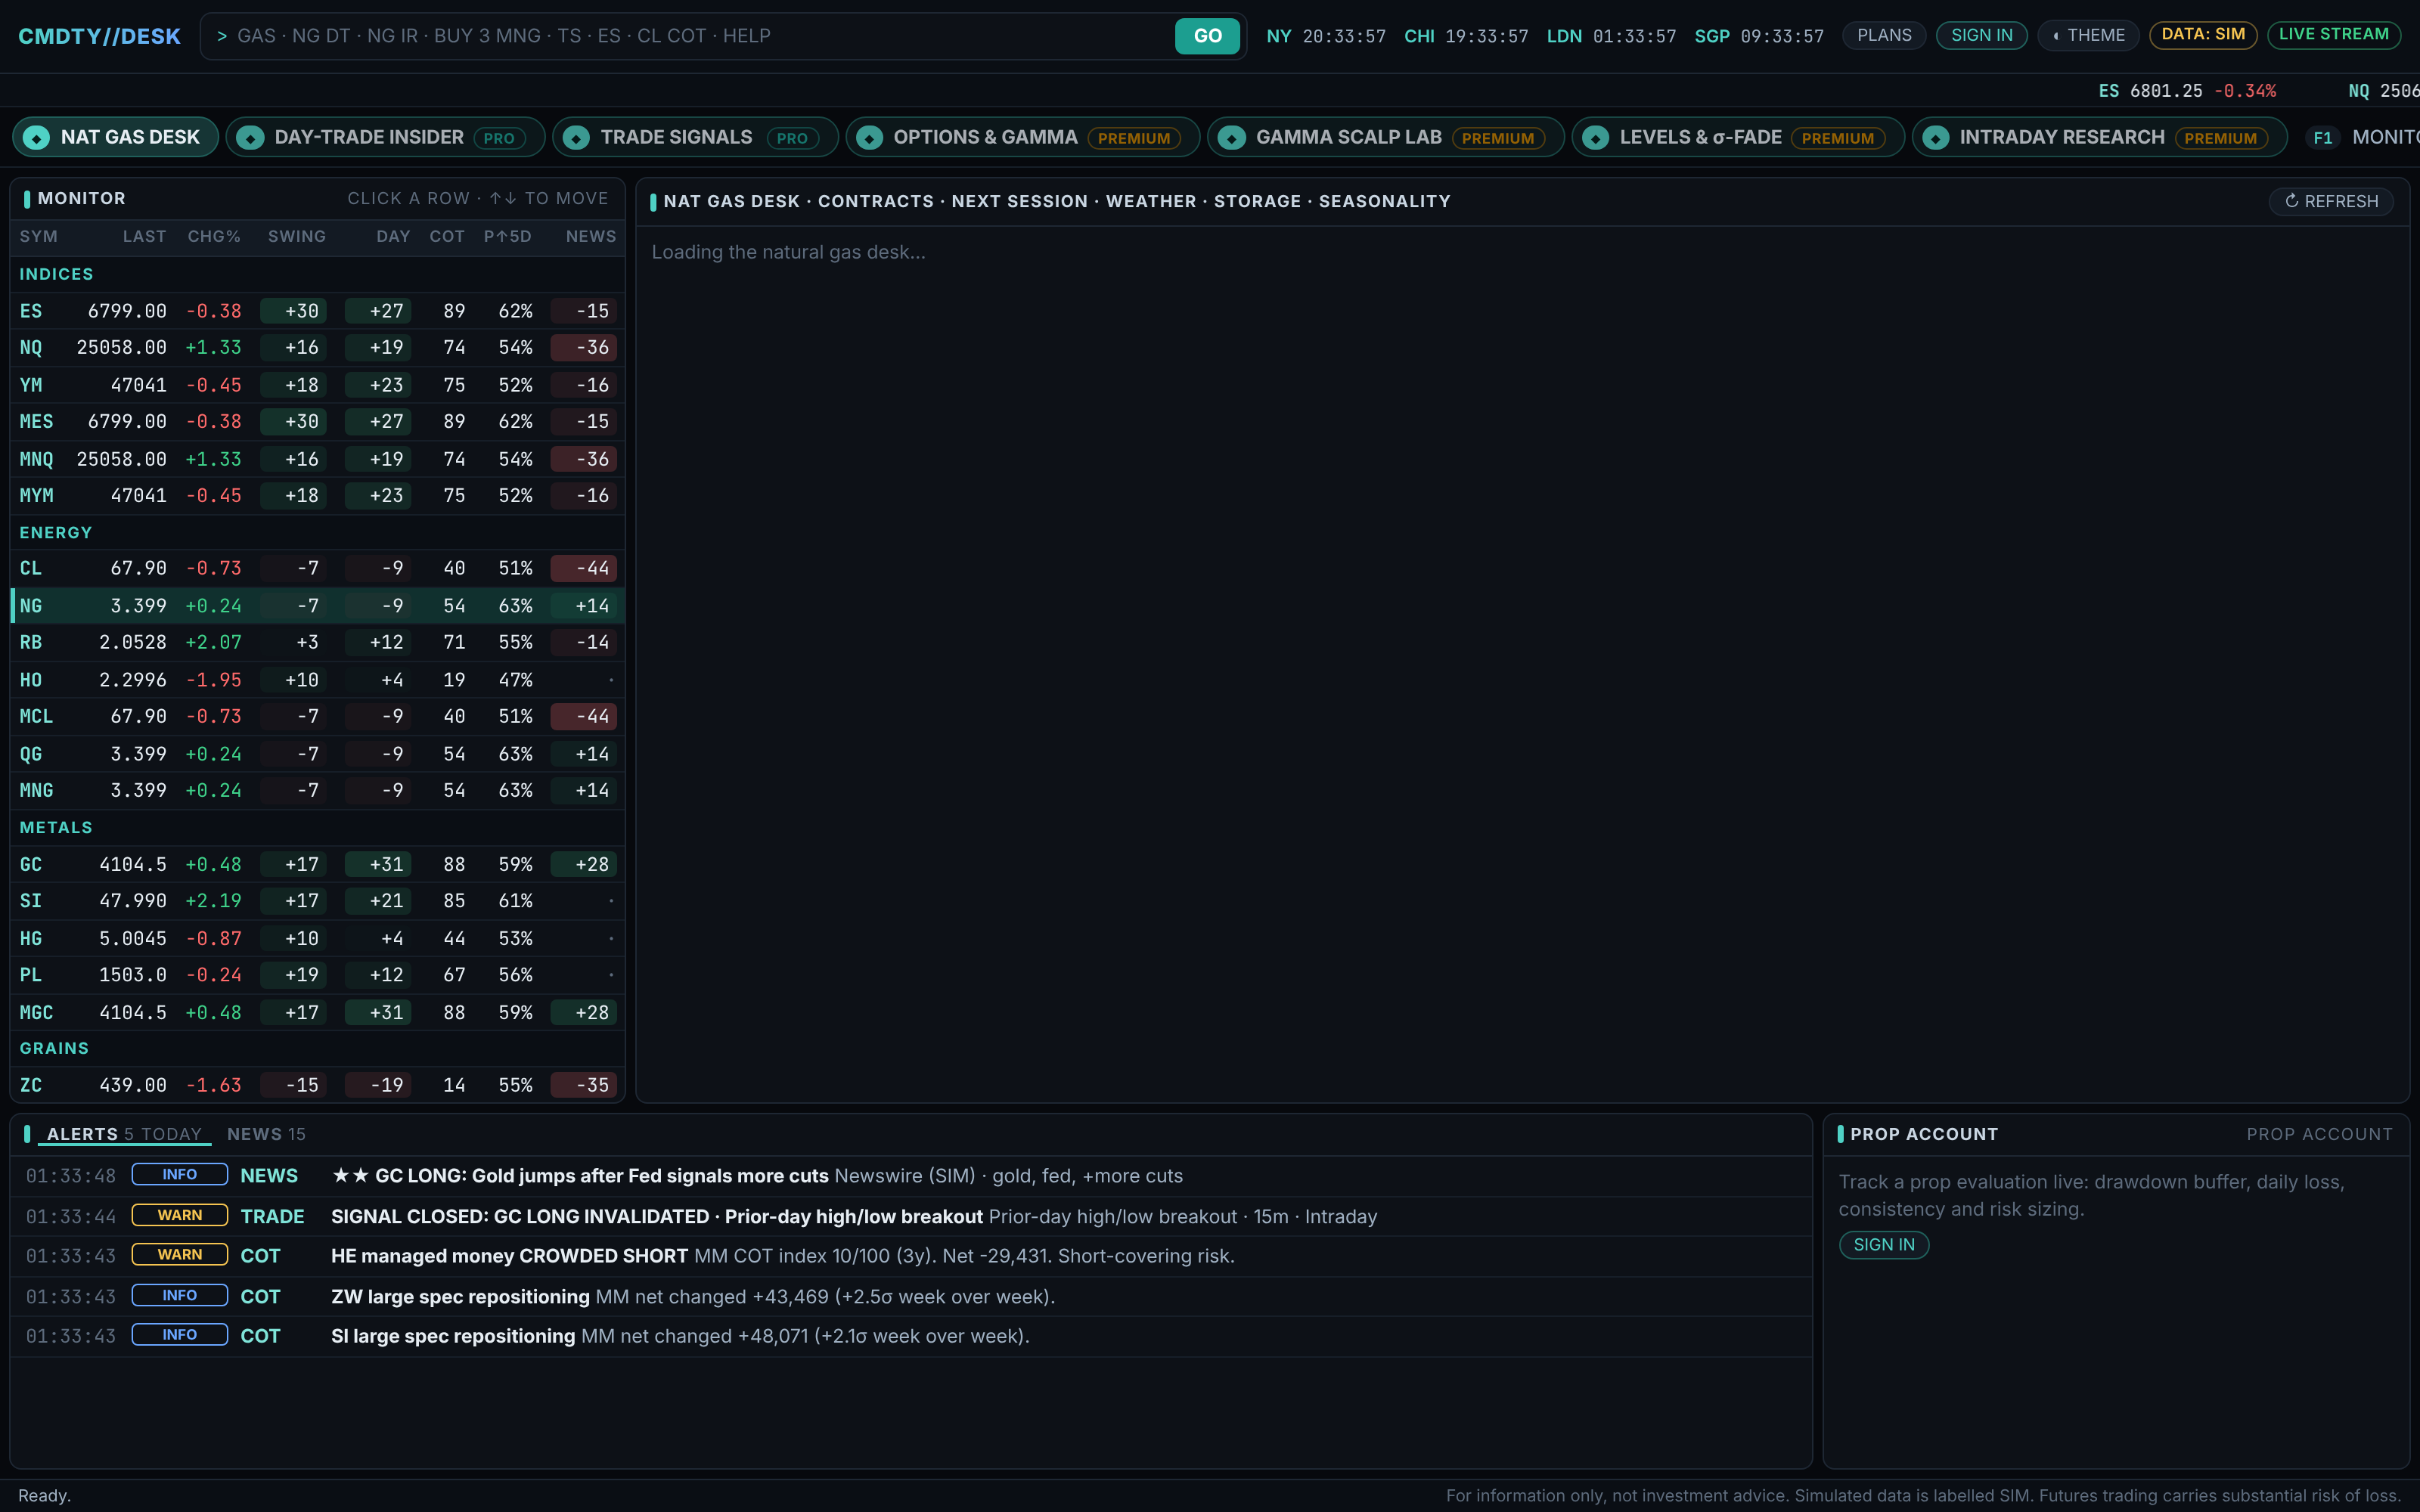 CMDTY//DESK
> GAS · NG DT · NG IR · BUY 3 MNG · TS · ES · CL COT · HELP
GO
NY 20:33:57 CHI 19:33:57 LDN 01:33:57 SGP 09:33:57
PLANS
SIGN IN
THEME
DATA: SIM
LIVE STREAM
ES 6801.25 -0.34% NQ 2506
NAT GAS DESK
DAY-TRADE INSIDER PRO
TRADE SIGNALS PRO
OPTIONS & GAMMA PREMIUM
GAMMA SCALP LAB PREMIUM
LEVELS & σ-FADE PREMIUM
INTRADAY RESEARCH PREMIUM
F1 MONITO
MONITOR CLICK A ROW · ↑↓ TO MOVE
SYM LAST CHG% SWING DAY COT P↑5D NEWS
INDICES
ES 6799.00 -0.38 +30 +27 89 62% -15
NQ 25058.00 +1.33 +16 +19 74 54% -36
YM 47041 -0.45 +18 +23 75 52% -16
MES 6799.00 -0.38 +30 +27 89 62% -15
MNQ 25058.00 +1.33 +16 +19 74 54% -36
MYM 47041 -0.45 +18 +23 75 52% -16
ENERGY
CL 67.90 -0.73 -7 -9 40 51% -44
NG 3.399 +0.24 -7 -9 54 63% +14
RB 2.0528 +2.07 +3 +12 71 55% -14
HO 2.2996 -1.95 +10 +4 19 47% ·
MCL 67.90 -0.73 -7 -9 40 51% -44
QG 3.399 +0.24 -7 -9 54 63% +14
MNG 3.399 +0.24 -7 -9 54 63% +14
METALS
GC 4104.5 +0.48 +17 +31 88 59% +28
SI 47.990 +2.19 +17 +21 85 61% ·
HG 5.0045 -0.87 +10 +4 44 53% ·
PL 1503.0 -0.24 +19 +12 67 56% ·
MGC 4104.5 +0.48 +17 +31 88 59% +28
GRAINS
ZC 439.00 -1.63 -15 -19 14 55% -35
NAT GAS DESK · CONTRACTS · NEXT SESSION · WEATHER · STORAGE · SEASONALITY
↻ REFRESH
Loading the natural gas desk...
ALERTS 5 TODAY NEWS 15
01:33:48 INFO NEWS ★★ GC LONG: Gold jumps after Fed signals more cuts Newswire (SIM) · gold, fed, +more cuts
01:33:44 WARN TRADE SIGNAL CLOSED: GC LONG INVALIDATED · Prior-day high/low breakout Prior-day high/low breakout · 15m · Intraday
01:33:43 WARN COT HE managed money CROWDED SHORT MM COT index 10/100 (3y). Net -29,431. Short-covering risk.
01:33:43 INFO COT ZW large spec repositioning MM net changed +43,469 (+2.5σ week over week).
01:33:43 INFO COT SI large spec repositioning MM net changed +48,071 (+2.1σ week over week).
PROP ACCOUNT PROP ACCOUNT
Track a prop evaluation live: drawdown buffer, daily loss,
consistency and risk sizing.
SIGN IN
Ready.
For information only, not investment advice. Simulated data is labelled SIM. Futures trading carries substantial risk of loss.